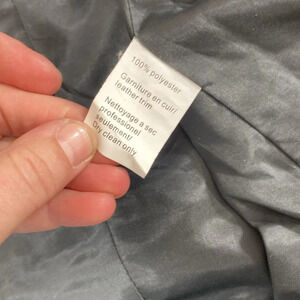 100% polyester
Garniture en cuir/
leather trim
Nettoyage a sec
professionel
seulement/
Dry clean only